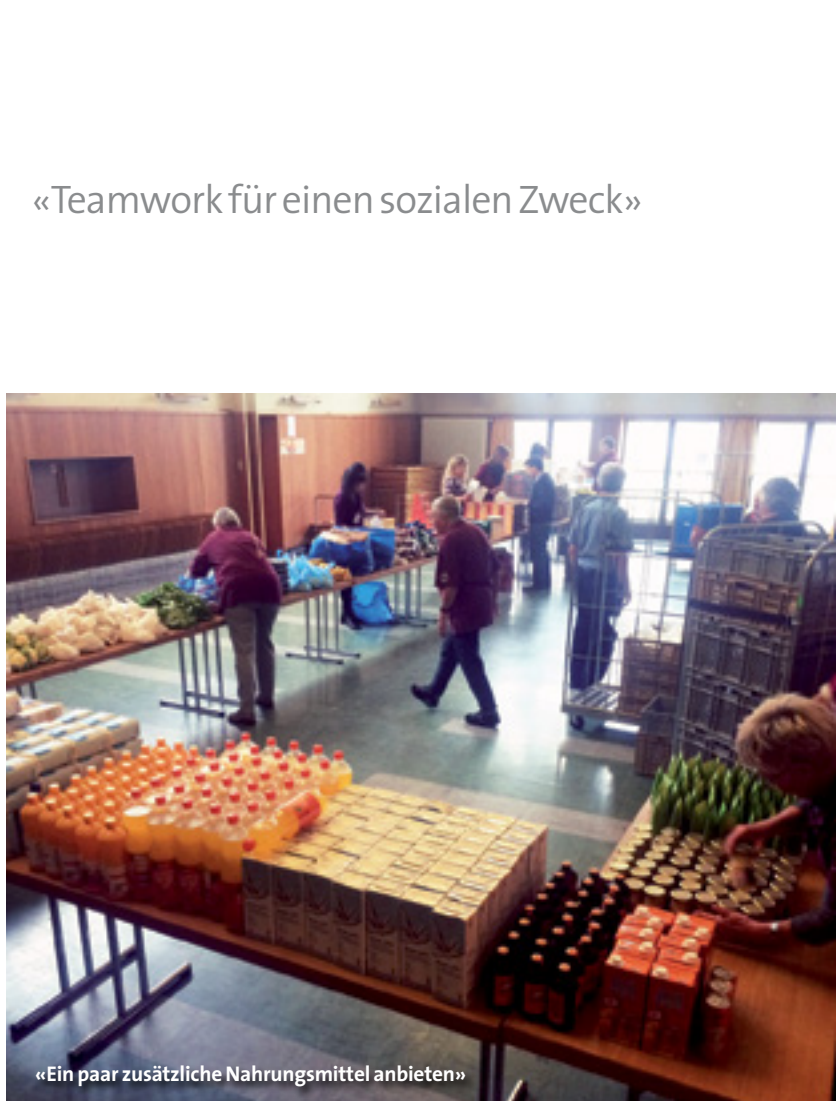 «Teamwork für einen sozialen Zweck»
«Ein paar zusätzliche Nahrungsmittel anbieten»